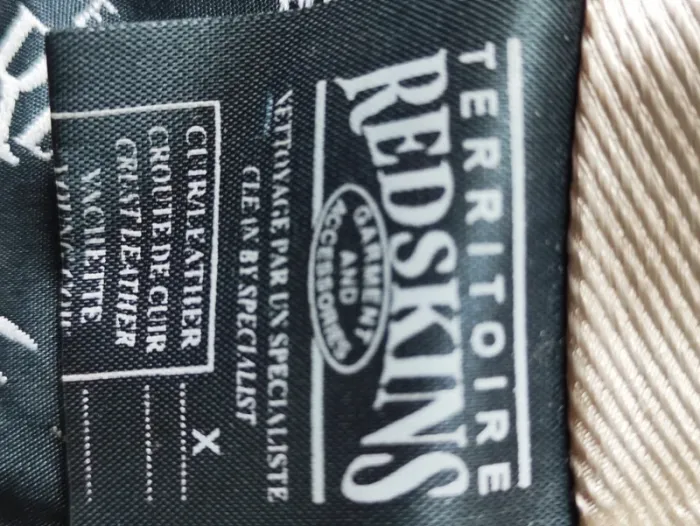 TERRITOIRE
REDSKINS
GARMENT
AND
ACCESSORIES
NETTOYAGE PAR UN SPECIALISTE
CLEAN BY SPECIALIST
CUIR/LEATHER ........ X
CROUTE DE CUIR ........
CRUST LEATHER
VACHETTE ........